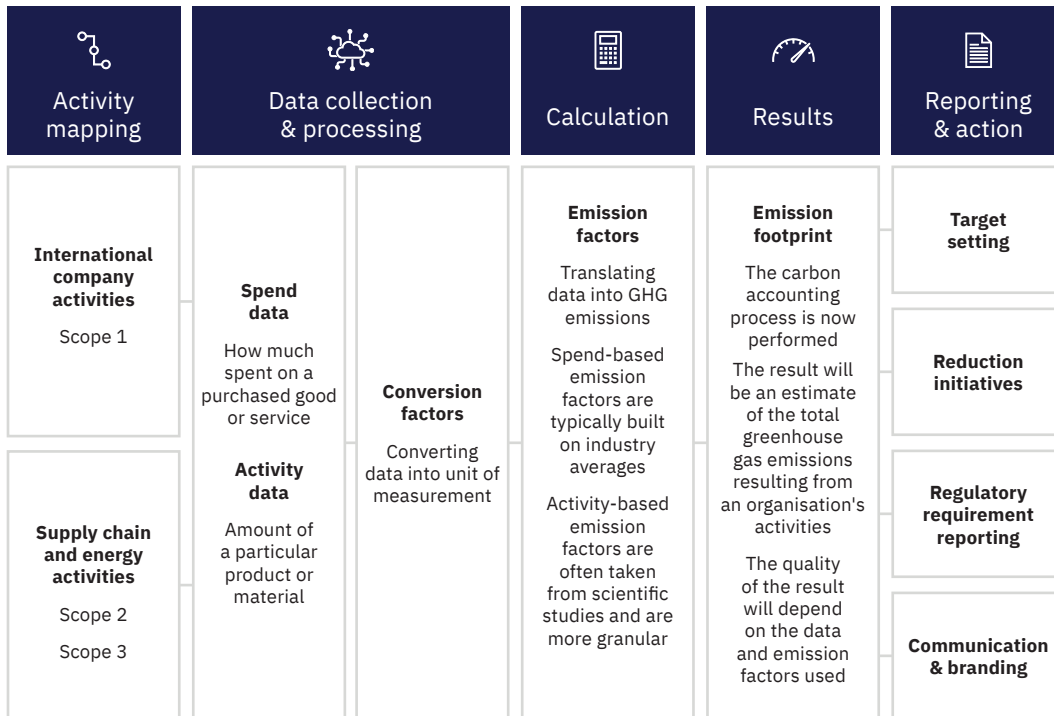 Activity
mapping
Data collection
& processing
Calculation
Results
Reporting
& action
International
company
activities
Scope 1
Supply chain
and energy
activities
Scope 2
Scope 3
Spend
data
How much
spent on a
purchased good
or service
Activity
data
Amount of
a particular
product or
material
Conversion
factors
Converting
data into unit of
measurement
Emission
factors
Translating
data into GHG
emissions
Spend-based
emission
factors are
typically built
on industry
averages
Activity-based
emission
factors are
often taken
from scientific
studies and are
more granular
Emission
footprint
The carbon
accounting
process is now
performed
The result will
be an estimate
of the total
greenhouse
gas emissions
resulting from
an organisation's
activities
The quality
of the result
will depend
on the data
and emission
factors used
Target
setting
Reduction
initiatives
Regulatory
requirement
reporting
Communication
& branding